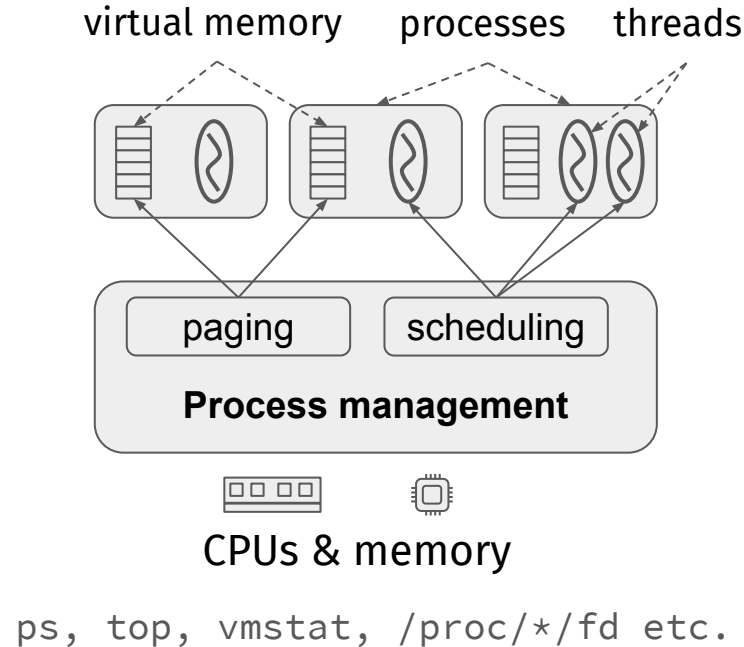 virtual memory processes threads
paging scheduling
Process management
CPUs & memory
ps, top, vmstat, /proc/*/fd etc.